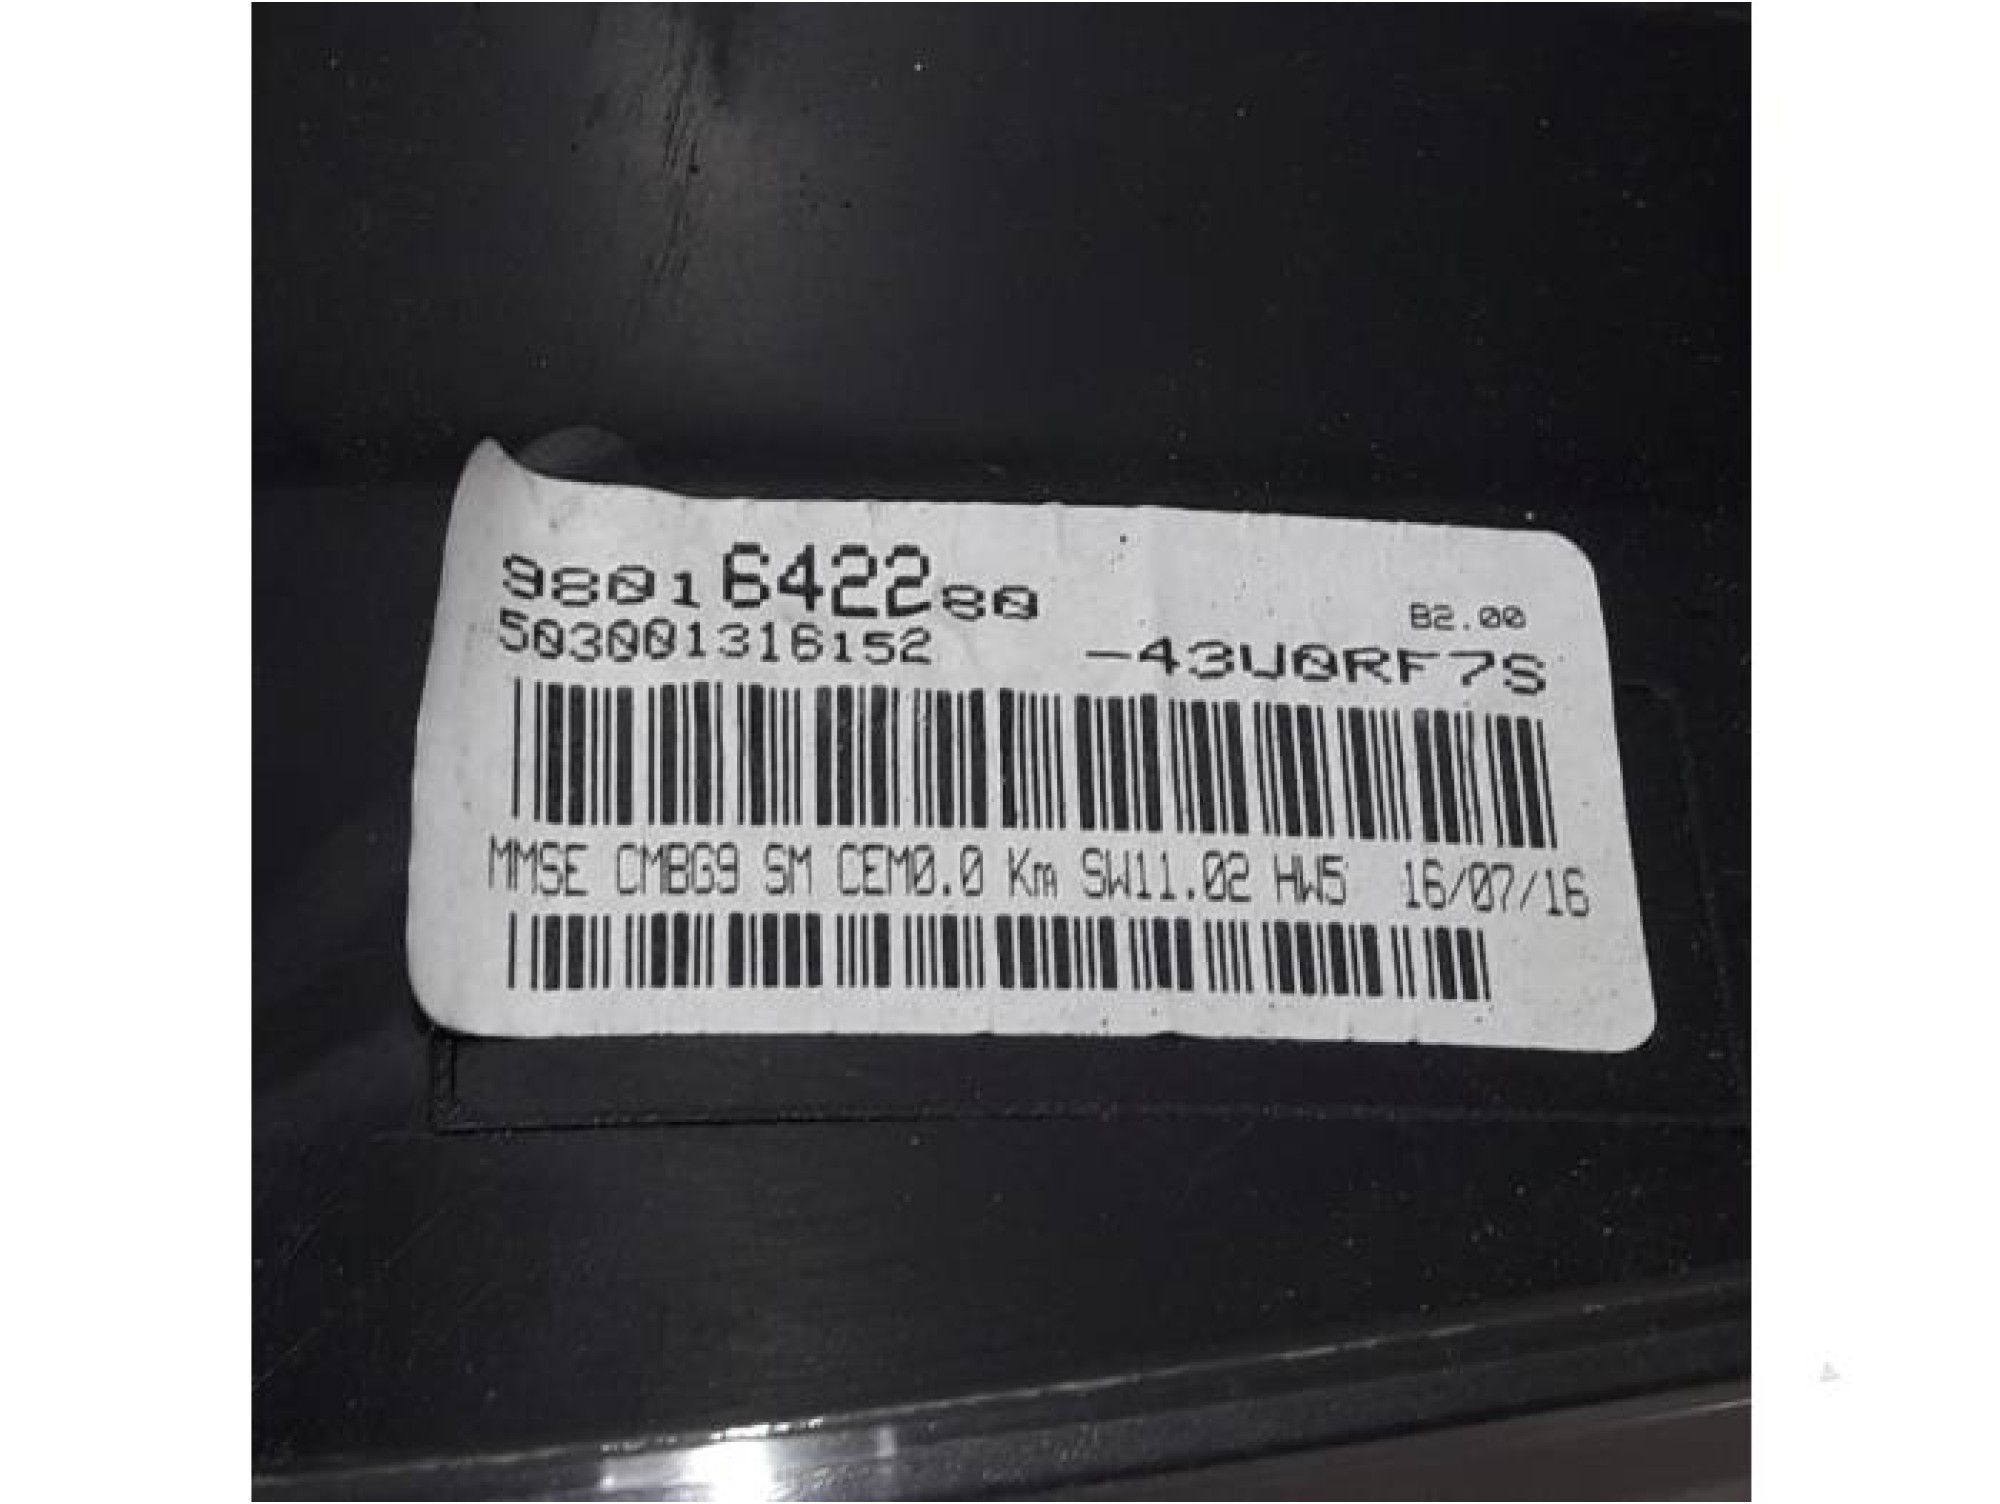 9801642280
B2.00
503001316152 -43U0RF7S
MMSE CMBG9 SM CEM0.0 Km SW11.02 HW5 16/07/16